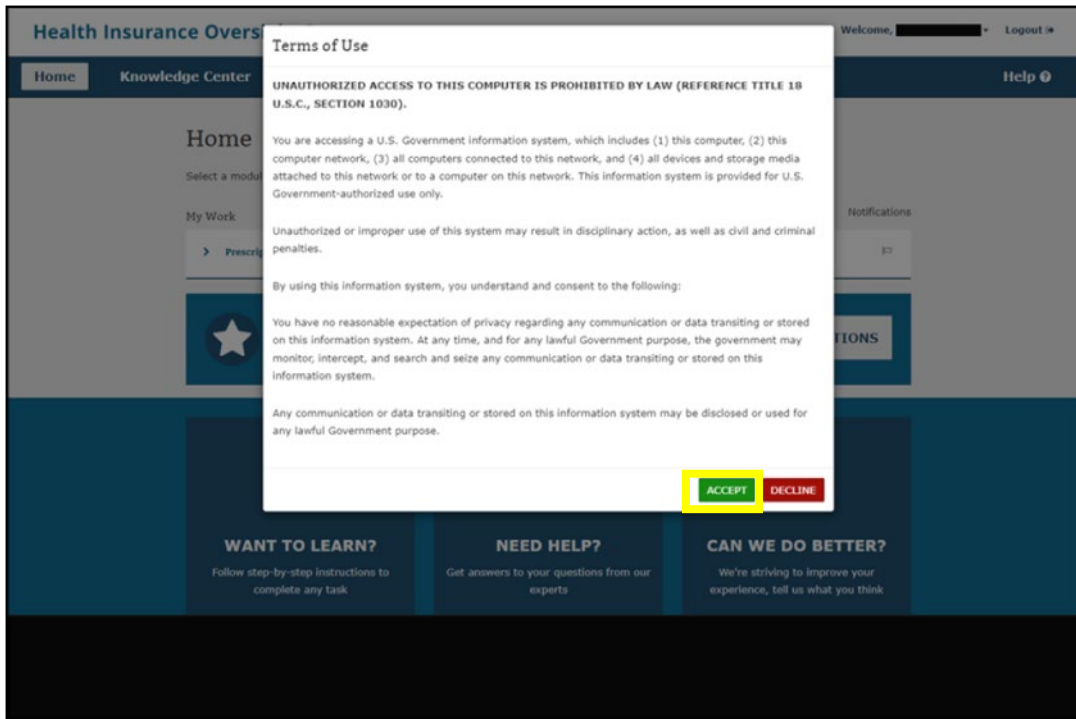 Health Insurance Overs
Welcome,
Logout
Home
Knowledge Center
Help
Terms of Use
UNAUTHORIZED ACCESS TO THIS COMPUTER IS PROHIBITED BY LAW (REFERENCE TITLE 18
U.S.C., SECTION 1030).
You are accessing a U.S. Government information system, which includes (1) this computer, (2) this
computer network, (3) all computers connected to this network, and (4) all devices and storage media
attached to this network or to a computer on this network. This information system is provided for U.S.
Government-authorized use only.
Unauthorized or improper use of this system may result in disciplinary action, as well as civil and criminal
penalties.
By using this information system, you understand and consent to the following:
You have no reasonable expectation of privacy regarding any communication or data transiting or stored
on this information system. At any time, and for any lawful Government purpose, the government may
monitor, intercept, and search and seize any communication or data transiting or stored on this
information system.
Any communication or data transiting or stored on this information system may be disclosed or used for
any lawful Government purpose.
ACCEPT
DECLINE
Home
Select a modul
My Work
Notifications
Prescrip
TIONS
WANT TO LEARN?
Follow step-by-step instructions to
complete any task
NEED HELP?
Get answers to your questions from our
experts
CAN WE DO BETTER?
We're striving to improve your
experience, tell us what you think